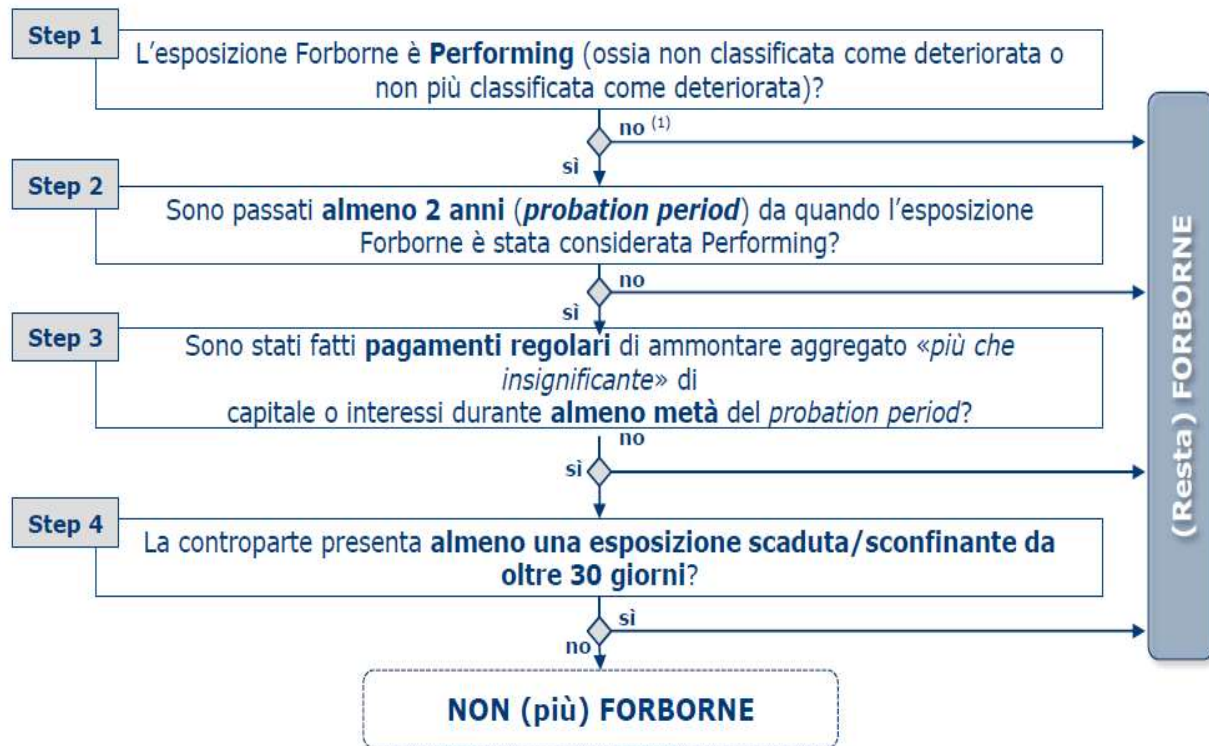 Step 1
L'esposizione Forborne è Performing (ossia non classificata come deteriorata o
non più classificata come deteriorata)?
no (1)
sì
Step 2
Sono passati almeno 2 anni (probation period) da quando l'esposizione
Forborne è stata considerata Performing?
no
sì
Step 3
Sono stati fatti pagamenti regolari di ammontare aggregato «più che
insignificante» di
capitale o interessi durante almeno metà del probation period?
no
sì
Step 4
La controparte presenta almeno una esposizione scaduta/sconfinante da
oltre 30 giorni?
sì
no
NON (più) FORBORNE
(Resta) FORBORNE